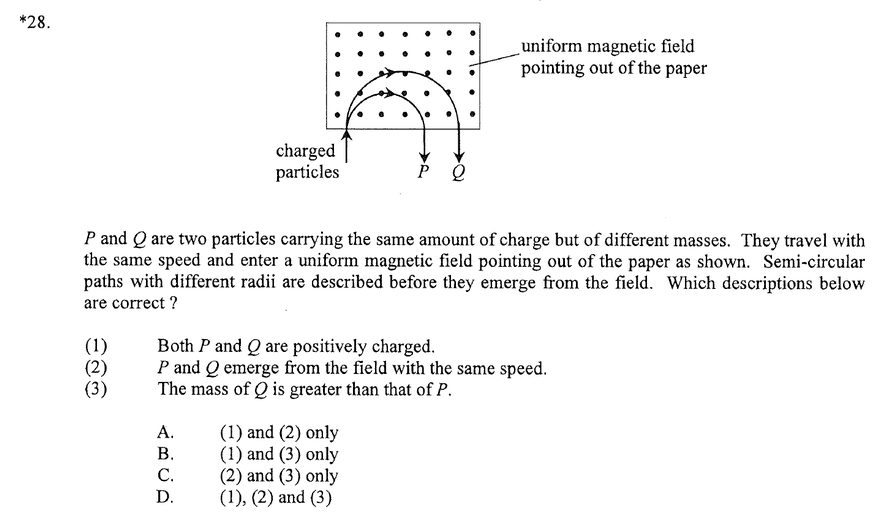 *28.
uniform magnetic field
pointing out of the paper
charged
particles
P
Q
P and Q are two particles carrying the same amount of charge but of different masses. They travel with
the same speed and enter a uniform magnetic field pointing out of the paper as shown. Semi-circular
paths with different radii are described before they emerge from the field. Which descriptions below
are correct ?
(1) Both P and Q are positively charged.
(2) P and Q emerge from the field with the same speed.
(3) The mass of Q is greater than that of P.
A. (1) and (2) only
B. (1) and (3) only
C. (2) and (3) only
D. (1), (2) and (3)